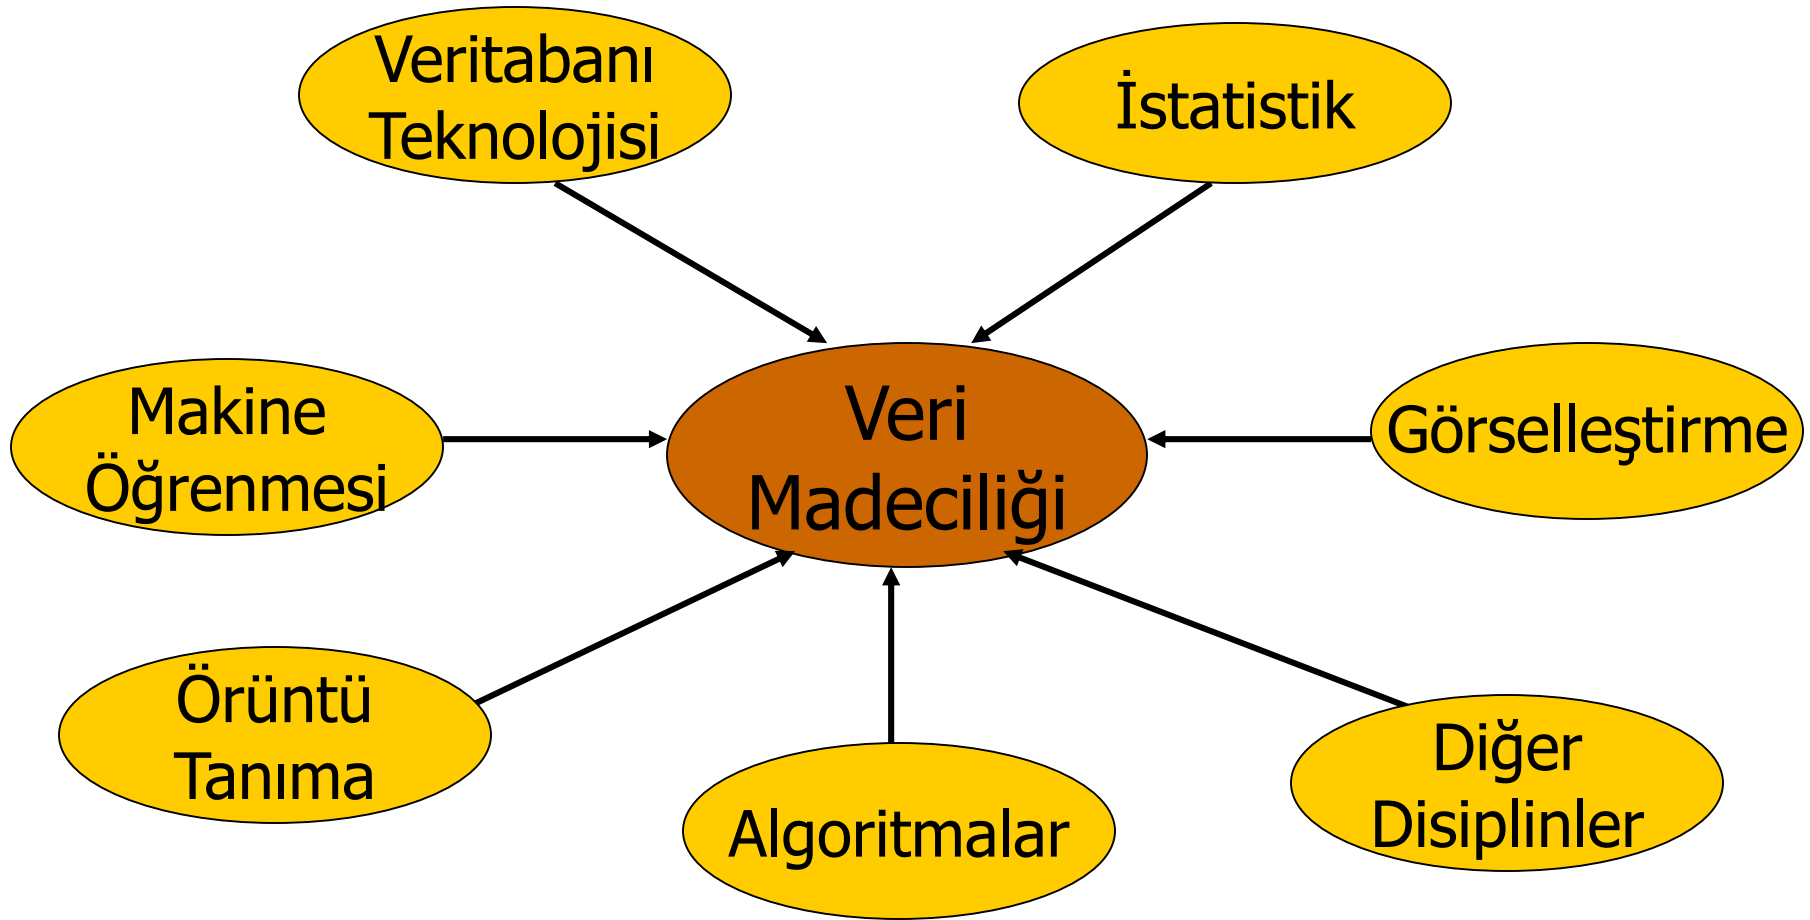 Veritabanı
Teknolojisi
İstatistik
Makine
Öğrenmesi
Veri
Madeciliği
Görselleştirme
Örüntü
Tanıma
Algoritmalar
Diğer
Disiplinler